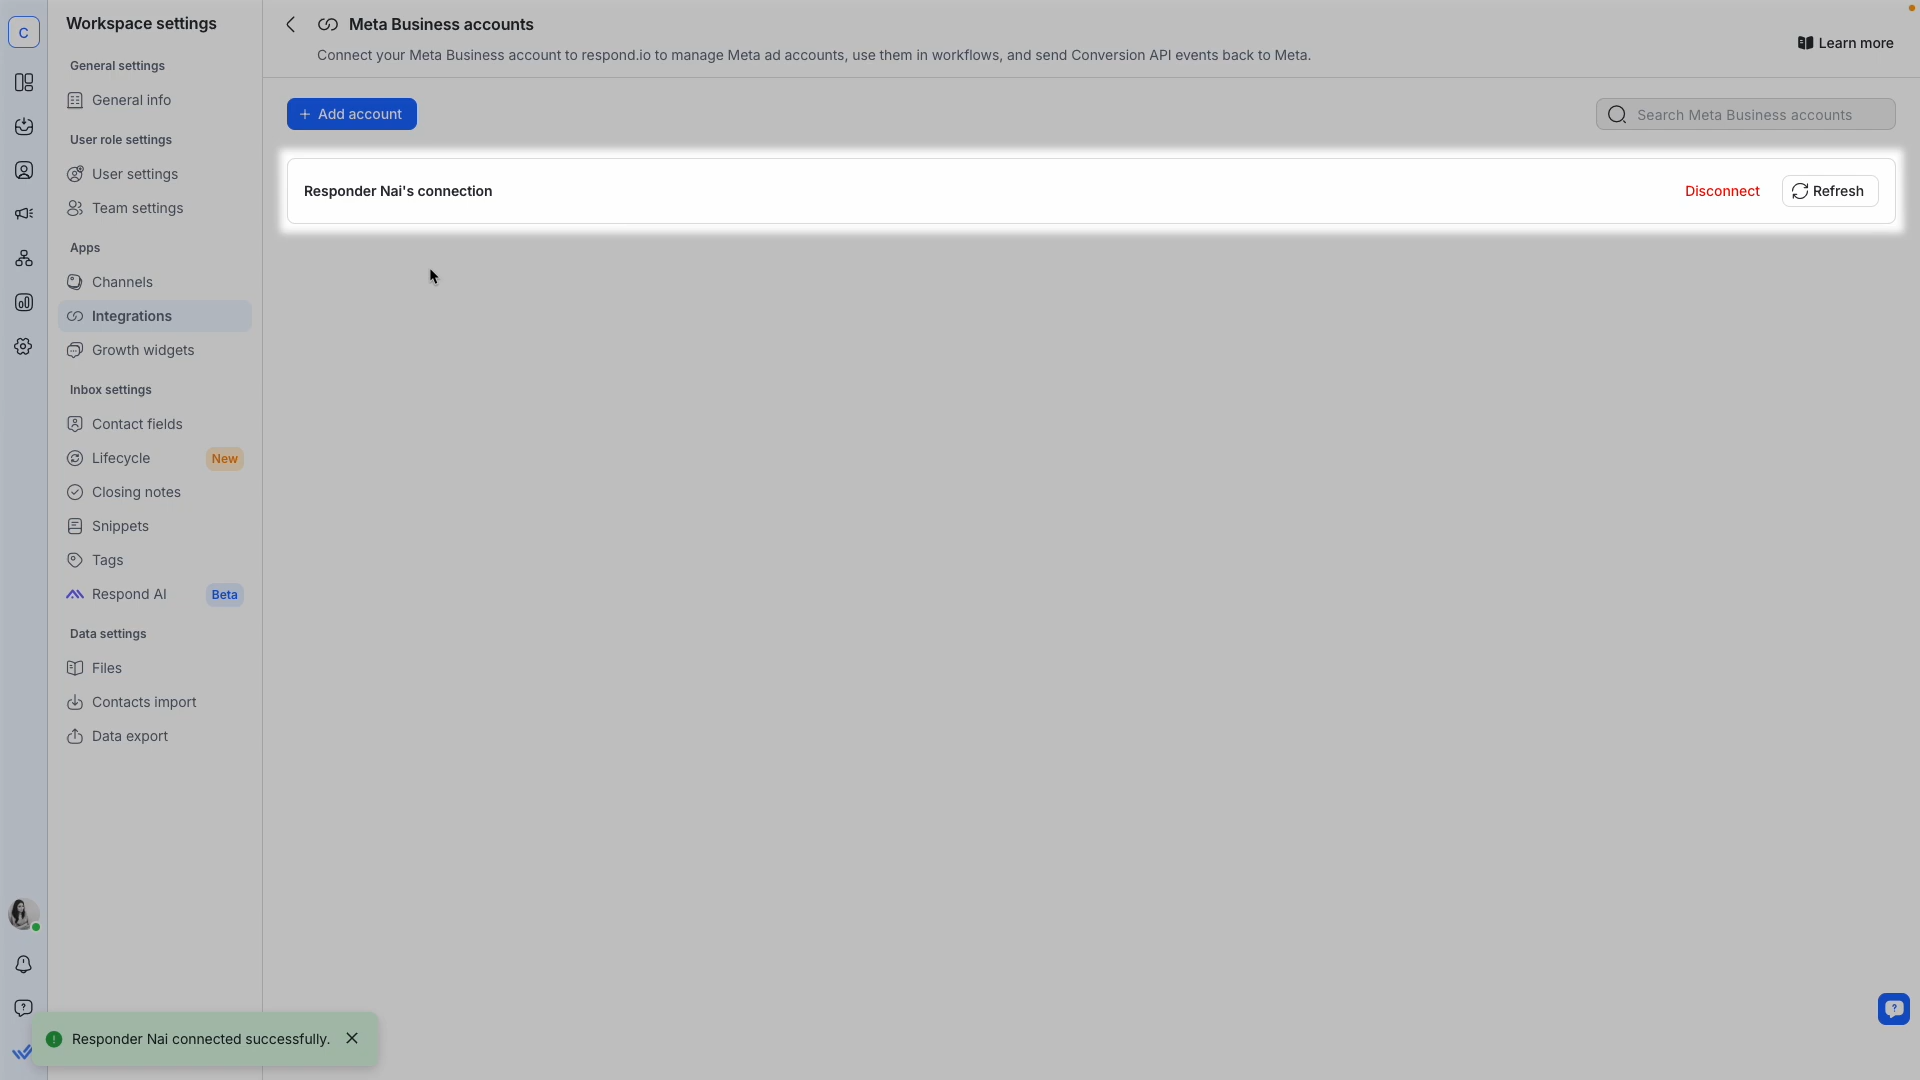 C
Workspace settings
General settings
General info
User role settings
User settings
Team settings
Apps
Channels
Integrations
Growth widgets
Inbox settings
Contact fields
Lifecycle New
Closing notes
Snippets
Tags
Respond AI Beta
Data settings
Files
Contacts import
Data export
Meta Business accounts
Connect your Meta Business account to respond.io to manage Meta ad accounts, use them in workflows, and send Conversion API events back to Meta.
Learn more
+ Add account
Search Meta Business accounts
Responder Nai's connection
Disconnect
Refresh
Responder Nai connected successfully.